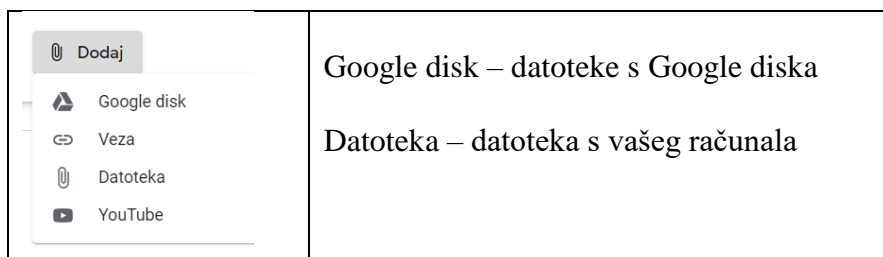 Dodaj
Google disk
Veza
Datoteka
YouTube
Google disk – datoteke s Google diska
Datoteka – datoteka s vašeg računala